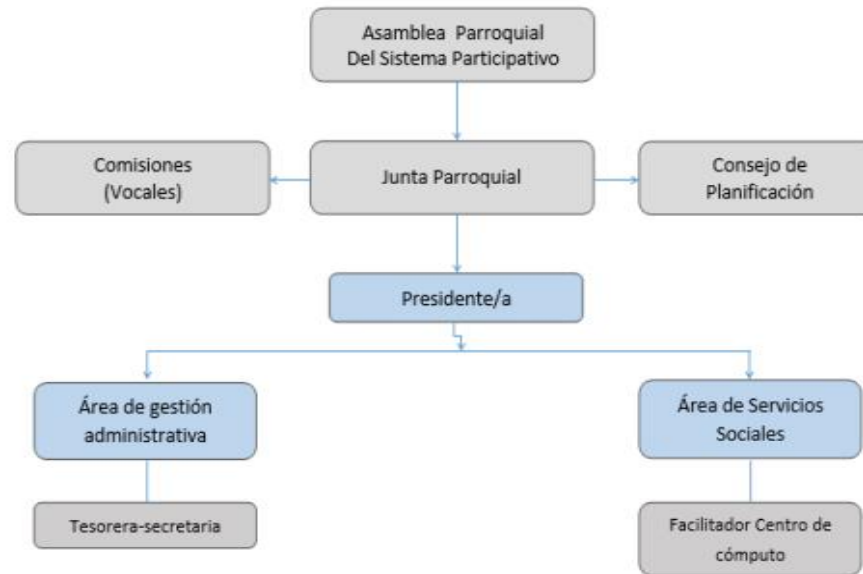 Asamblea Parroquial
Del Sistema Participativo
Comisiones
(Vocales)
Junta Parroquial
Consejo de
Planificación
Presidente/a
Área de gestión
administrativa
Área de Servicios
Sociales
Tesorera-secretaria
Facilitador Centro de
cómputo